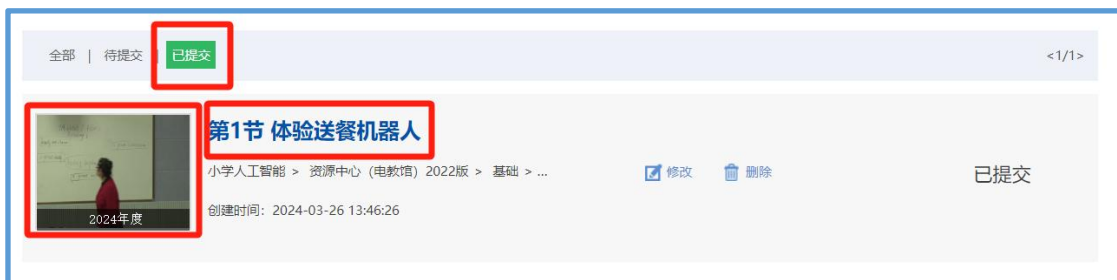 全部 | 待提交 | 已提交 <1/1>
第1节 体验送餐机器人
小学人工智能 > 资源中心（电教馆）2022版 > 基础 > ...
修改 删除
已提交
创建时间：2024-03-26 13:46:26
2024年度